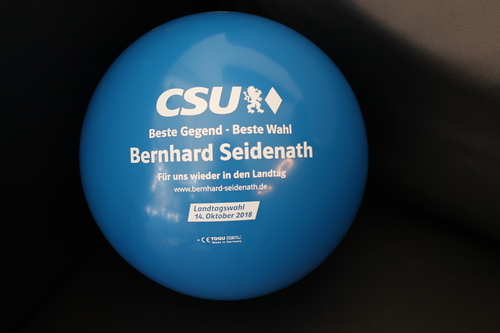 CSU
Beste Gegend - Beste Wahl
Bernhard Seidenath
Für uns wieder in den Landtag
www.bernhard-seidenath.de
Landtagswahl
14. Oktober 2018
CE TOGU
Made in Germany